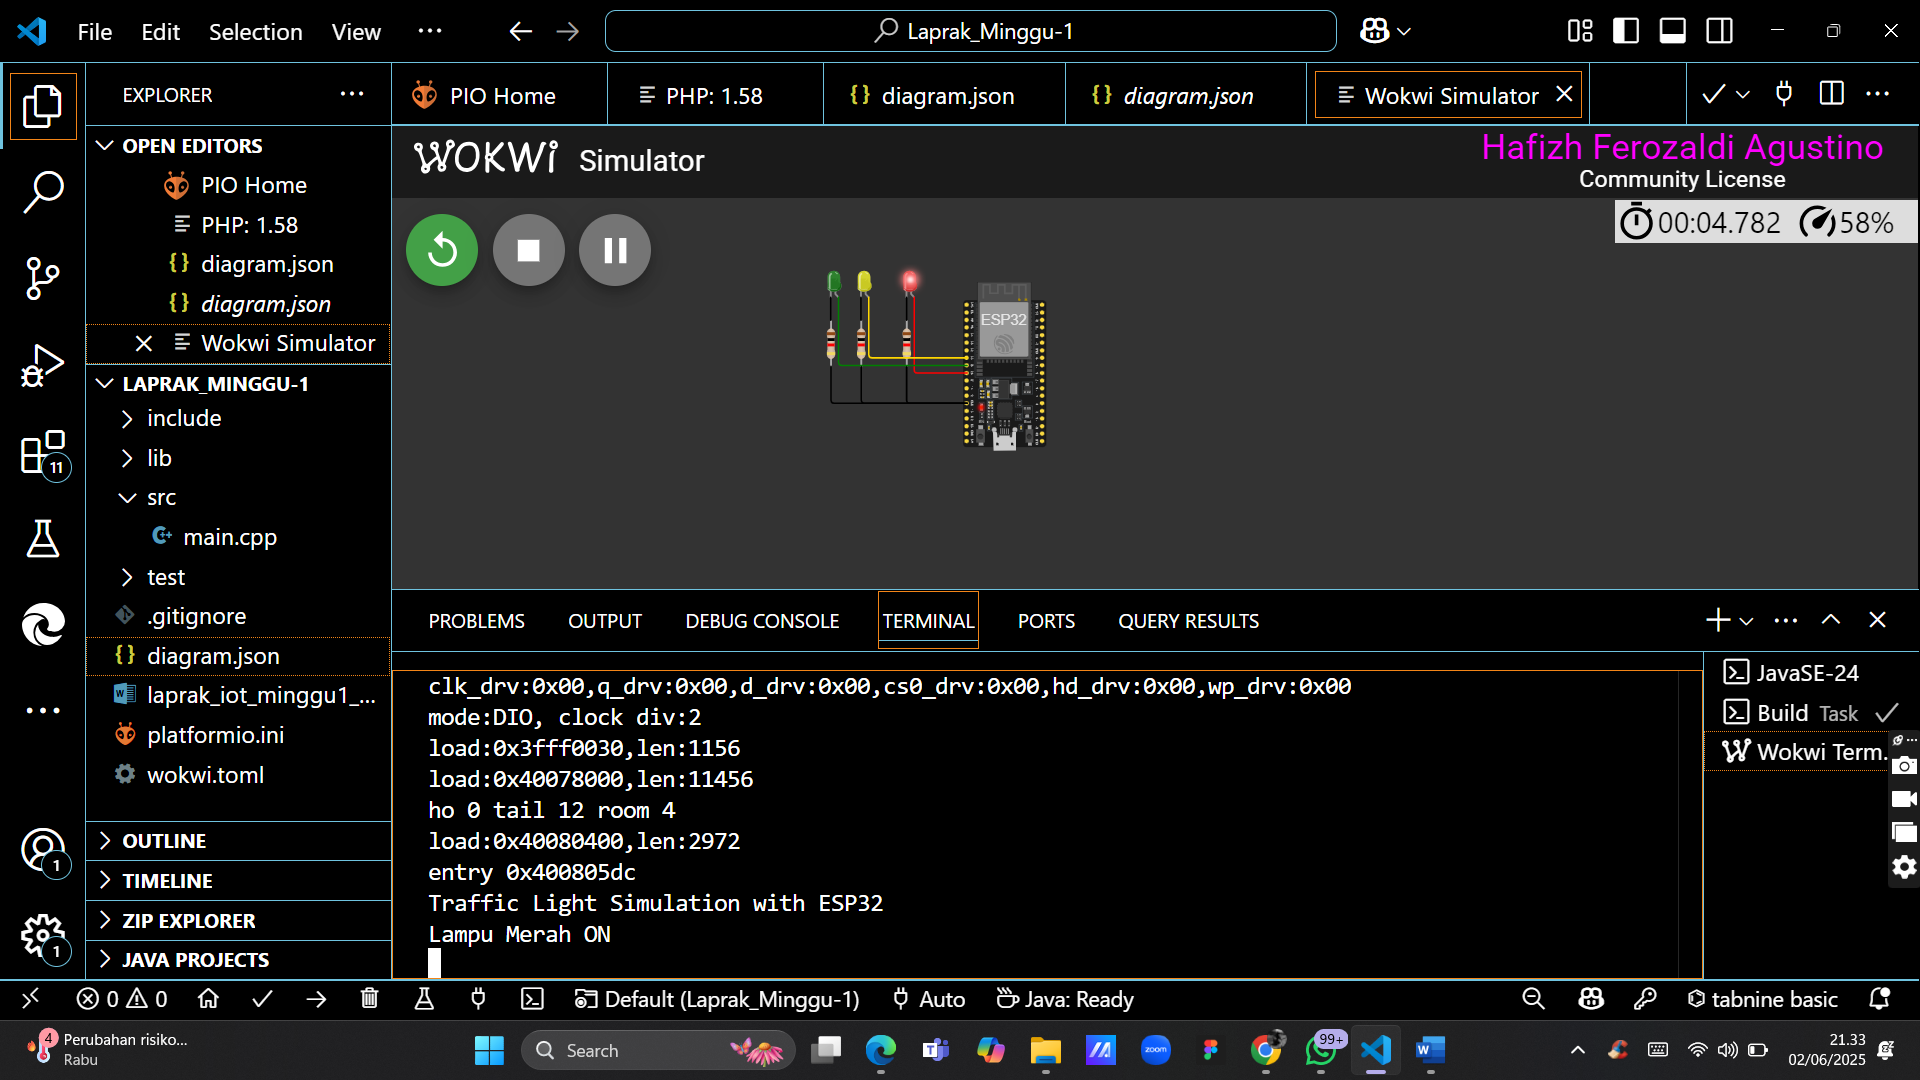 File Edit Selection View ··· Laprak_Minggu-1
EXPLORER
PIO Home
PHP: 1.58
{} diagram.json
{} diagram.json
Wokwi Simulator
OPEN EDITORS
PIO Home
PHP: 1.58
{} diagram.json
{} diagram.json
Wokwi Simulator
LAPRAK_MINGGU-1
include
lib
src
main.cpp
test
.gitignore
{} diagram.json
laprak_iot_minggu1_...
platformio.ini
wokwi.toml
OUTLINE
TIMELINE
ZIP EXPLORER
JAVA PROJECTS
11
1
1
WOKWi Simulator
Hafizh Ferozaldi Agustino
Community License
00:04.782 58%
ESP32
PROBLEMS OUTPUT DEBUG CONSOLE TERMINAL PORTS QUERY RESULTS
clk_drv:0x00,q_drv:0x00,d_drv:0x00,cs0_drv:0x00,hd_drv:0x00,wp_drv:0x00
mode:DIO, clock div:2
load:0x3fff0030,len:1156
load:0x40078000,len:11456
ho 0 tail 12 room 4
load:0x40080400,len:2972
entry 0x400805dc
Traffic Light Simulation with ESP32
Lampu Merah ON
JavaSE-24
Build Task
Wokwi Term...
0 0 Default (Laprak_Minggu-1) Auto Java: Ready tabnine basic
4
Perubahan risiko...
Rabu
Search
zoom
99+
21.33
02/06/2025